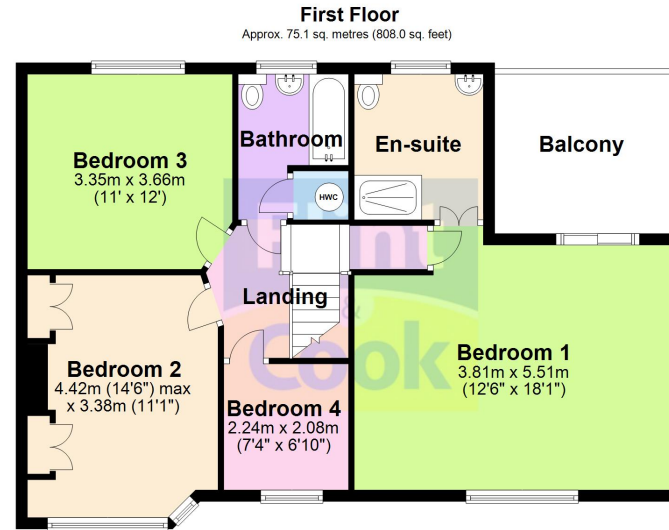 First Floor
Approx. 75.1 sq. metres (808.0 sq. feet)
Bathroom
En-suite
Balcony
Bedroom 3
3.35m x 3.66m
(11' x 12')
HWC
Landing
Bedroom 2
4.42m (14'6") max
x 3.38m (11'1")
Bedroom 1
3.81m x 5.51m
(12'6" x 18'1")
Bedroom 4
2.24m x 2.08m
(7'4" x 6'10")
&
Cook